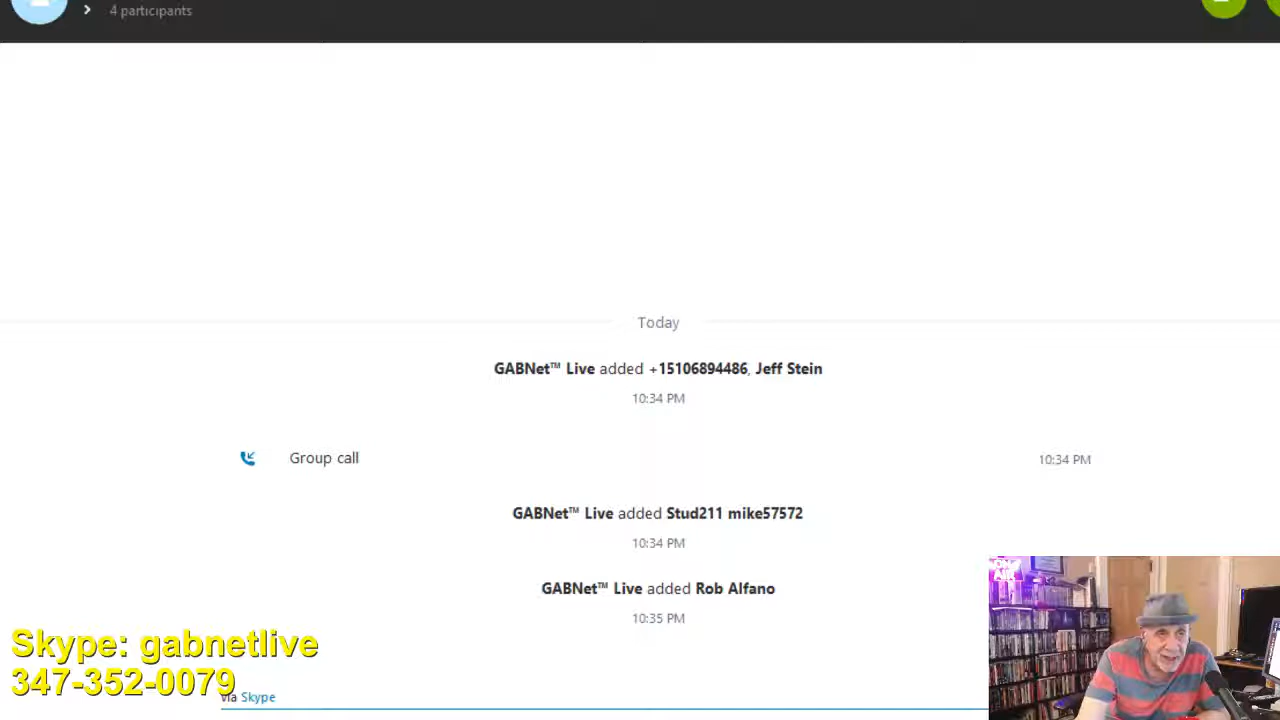 4 participants
Today
GABNet™ Live added +15106894486, Jeff Stein
10:34 PM
Group call
10:34 PM
GABNet™ Live added Stud211 mike57572
10:34 PM
GABNet™ Live added Rob Alfano
10:35 PM
Skype: gabnetlive
347-352-0079
via Skype